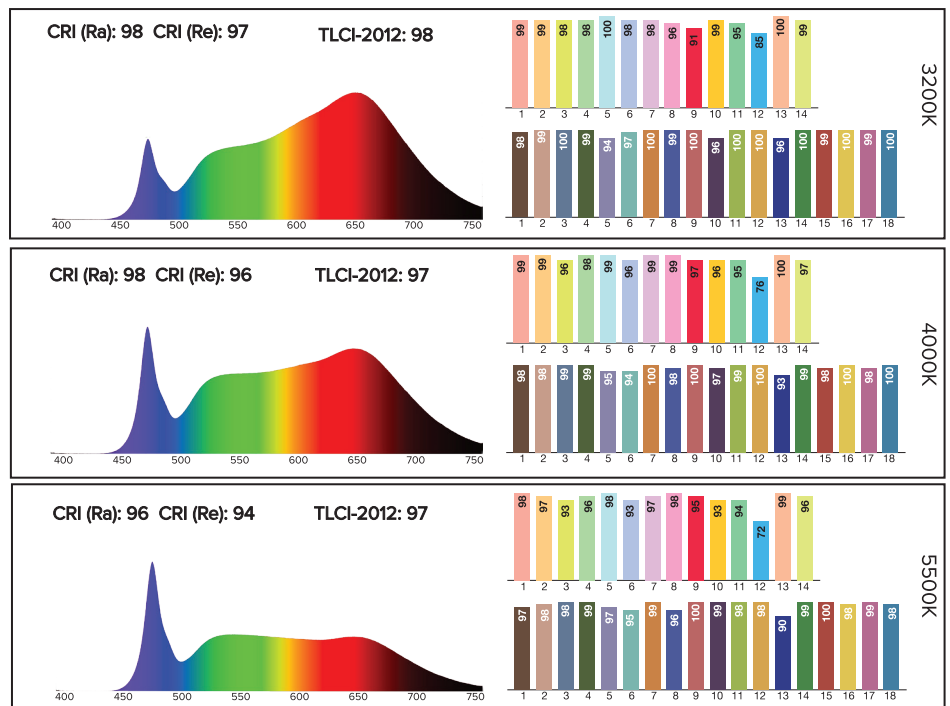 CRI (Ra): 98 CRI (Re): 97 TLCI-2012: 98
99 99 98 98 100 98 98 96 91 99 95 85 100 99
1 2 3 4 5 6 7 8 9 10 11 12 13 14
98 99 100 99 94 97 100 99 100 96 100 100 96 100 99 100 99 100
1 2 3 4 5 6 7 8 9 10 11 12 13 14 15 16 17 18
400 450 500 550 600 650 700 750
3200K
CRI (Ra): 98 CRI (Re): 96 TLCI-2012: 97
99 99 96 98 99 96 99 99 97 96 95 76 100 97
1 2 3 4 5 6 7 8 9 10 11 12 13 14
98 98 99 99 95 94 100 98 100 97 99 100 93 99 98 100 98 100
1 2 3 4 5 6 7 8 9 10 11 12 13 14 15 16 17 18
400 450 500 550 600 650 700 750
4000K
CRI (Ra): 96 CRI (Re): 94 TLCI-2012: 97
98 97 93 96 98 93 97 98 95 93 94 72 99 96
1 2 3 4 5 6 7 8 9 10 11 12 13 14
97 98 98 99 97 95 99 96 100 99 98 98 90 99 100 98 99 98
1 2 3 4 5 6 7 8 9 10 11 12 13 14 15 16 17 18
400 450 500 550 600 650 700 750
5500K